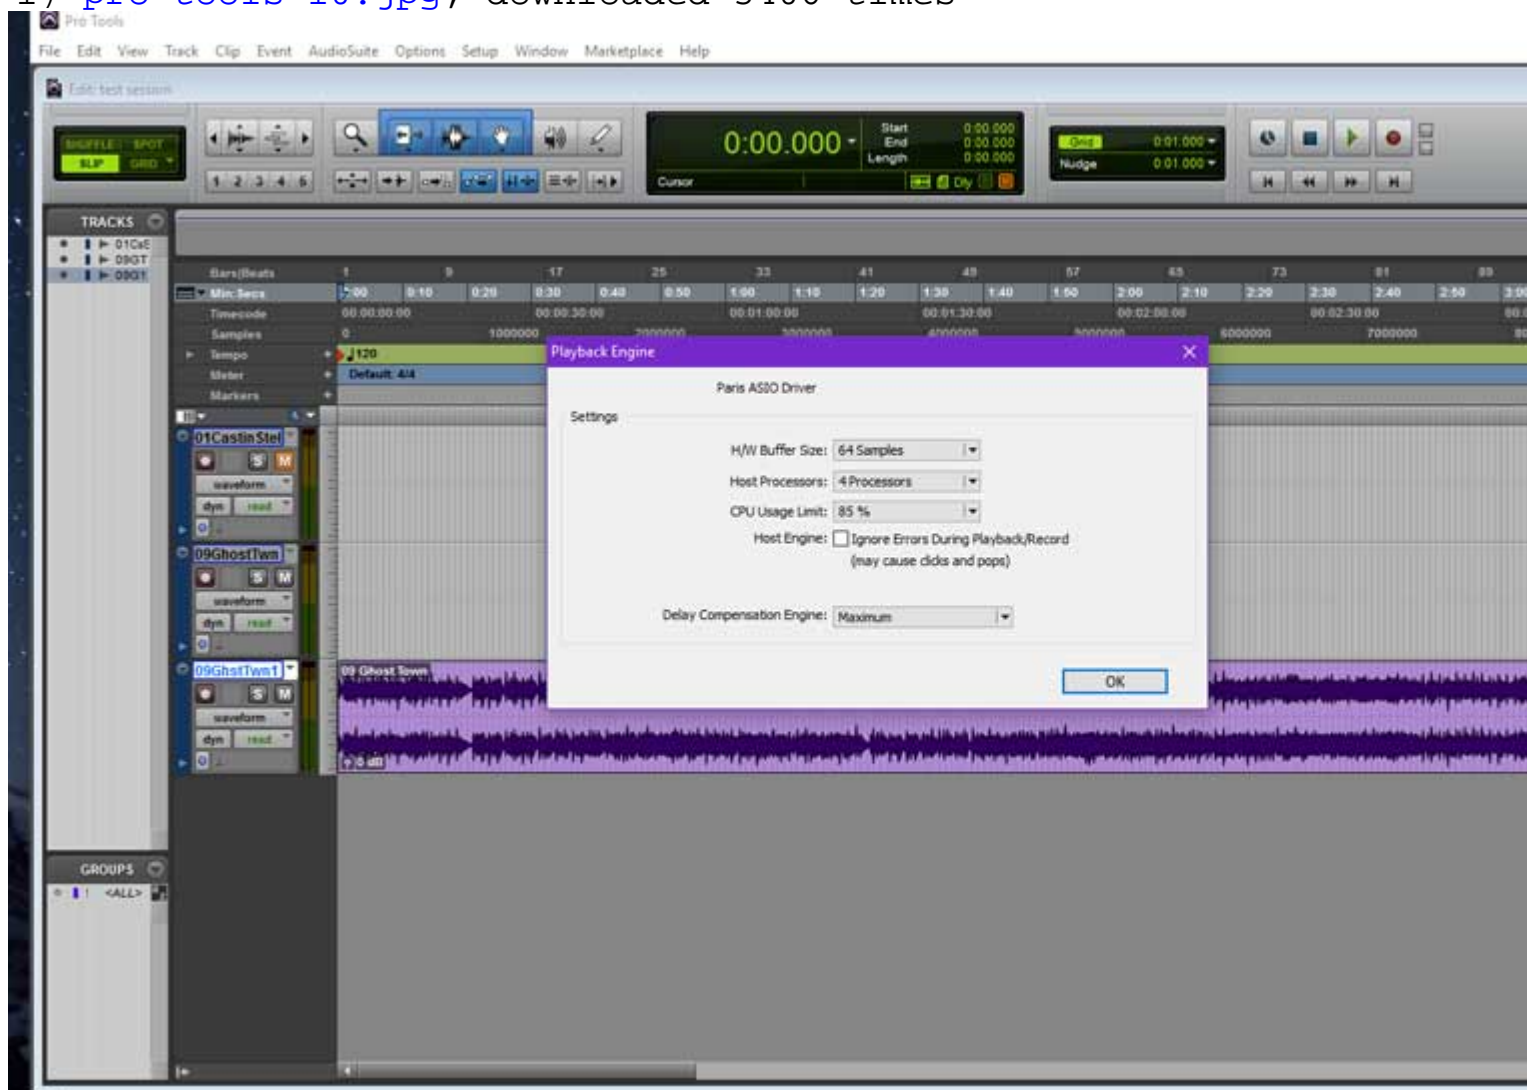 Pro Tools
File Edit View Track Clip Event AudioSuite Options Setup Window Marketplace Help
Edit: test session
SHUFFLE SPOT
SLIP GRID
1 2 3 4 5
0:00.000
Start 0:00.000
End 0:00.000
Length 0:00.000
Cursor
Dly
Grid 0:01.000
Nudge 0:01.000
TRACKS
09GT
Bars|Beats 1 9 17 25 33 41 49 57 65 73 81 89
Min:Secs 0:10 0:20 0:30 0:40 0:50 1:00 1:10 1:20 1:30 1:40 1:50 2:00 2:10 2:20 2:30 2:40 2:50
Timecode 00:00:00:00 00:00:30:00 00:01:00:00 00:01:30:00 00:02:00:00 00:02:30:00
Samples 0 1000000 2000000 3000000 4000000 5000000 6000000 7000000
Tempo 120
Meter Default: 4/4
Markers
Playback Engine
Paris ASIO Driver
Settings
H/W Buffer Size: 64 Samples
Host Processors: 4 Processors
CPU Usage Limit: 85 %
Host Engine: Ignore Errors During Playback/Record
(may cause clicks and pops)
Delay Compensation Engine: Maximum
OK
01CastinStel
S M
waveform
dyn read
09GhostTwn
S M
waveform
dyn read
09GhstTwn1
S M
waveform
dyn read
09 Ghost Town
0 dB
GROUPS
! <ALL>